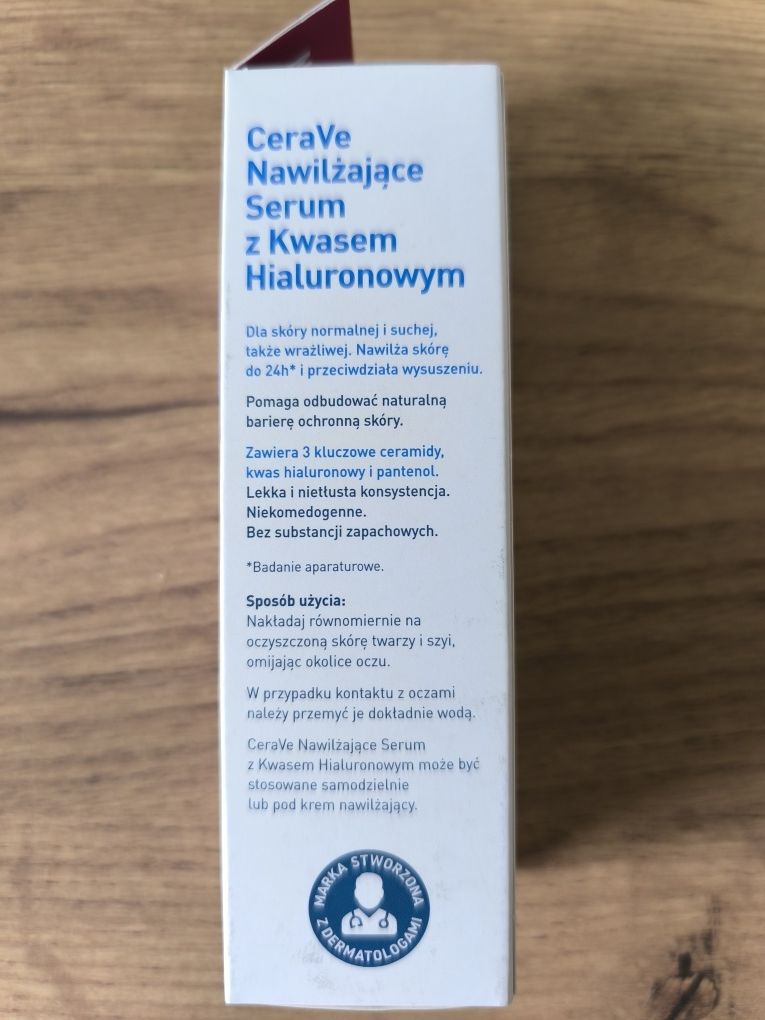 CeraVe
Nawilżające
Serum
z Kwasem
Hialuronowym
Dla skóry normalnej i suchej,
także wrażliwej. Nawilża skórę
do 24h* i przeciwdziała wysuszeniu.
Pomaga odbudować naturalną
barierę ochronną skóry.
Zawiera 3 kluczowe ceramidy,
kwas hialuronowy i pantenol.
Lekka i nietłusta konsystencja.
Niekomedogenne.
Bez substancji zapachowych.
*Badanie aparaturowe.
Sposób użycia:
Nakładaj równomiernie na
oczyszczoną skórę twarzy i szyi,
omijając okolice oczu.
W przypadku kontaktu z oczami
należy przemyć je dokładnie wodą.
CeraVe Nawilżające Serum
z Kwasem Hialuronowym może być
stosowane samodzielnie
lub pod krem nawilżający.
MARKA STWORZONA
Z DERMATOLOGAMI